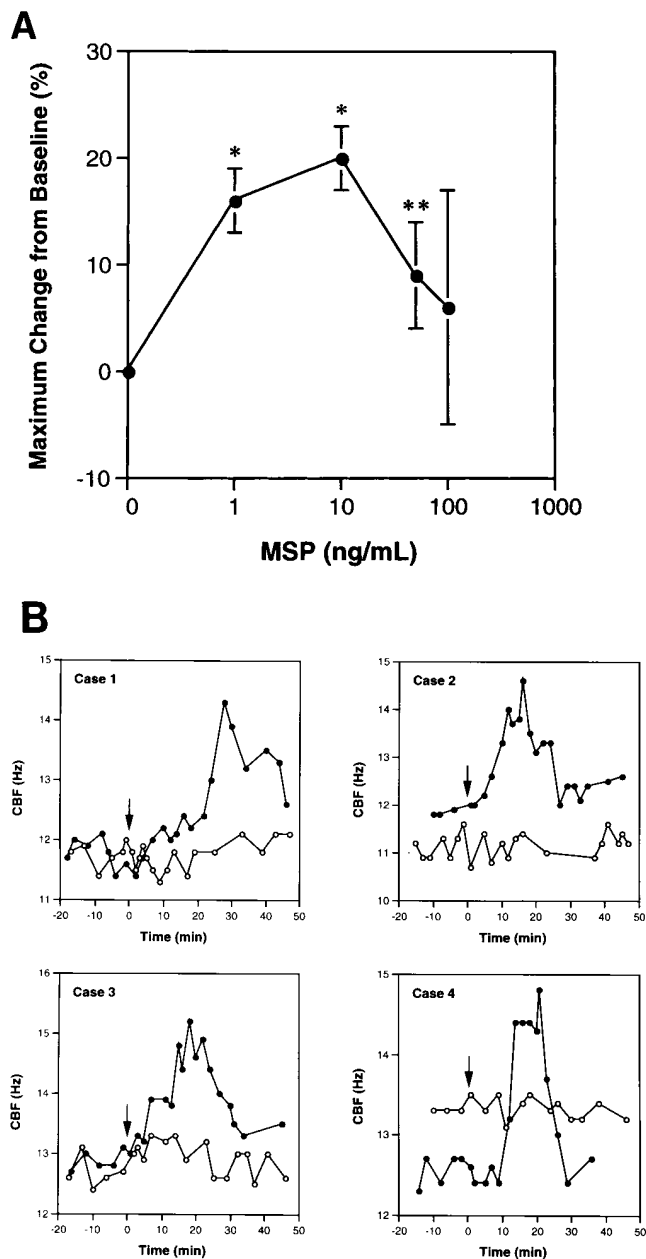 A
Maximum Change from Baseline (%)
30
20
10
0
-10
*
*
**
0 1 10 100 1000
MSP (ng/mL)
B
Case 1
CBF (Hz)
15
14
13
12
11
-20 -10 0 10 20 30 40 50
Time (min)
Case 2
CBF (Hz)
15
14
13
12
11
10
-20 -10 0 10 20 30 40 50
Time (min)
Case 3
CBF (Hz)
16
15
14
13
12
-20 -10 0 10 20 30 40 50
Time (min)
Case 4
CBF (Hz)
15
14
13
12
-20 -10 0 10 20 30 40 50
Time (min)